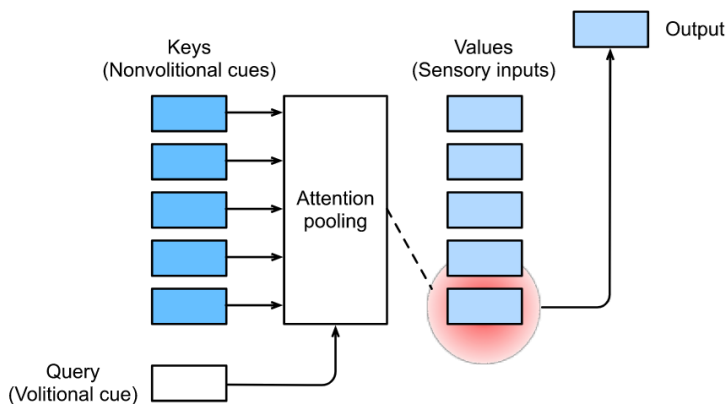 Keys
(Nonvolitional cues)
Values
(Sensory inputs)
Output
Attention
pooling
Query
(Volitional cue)